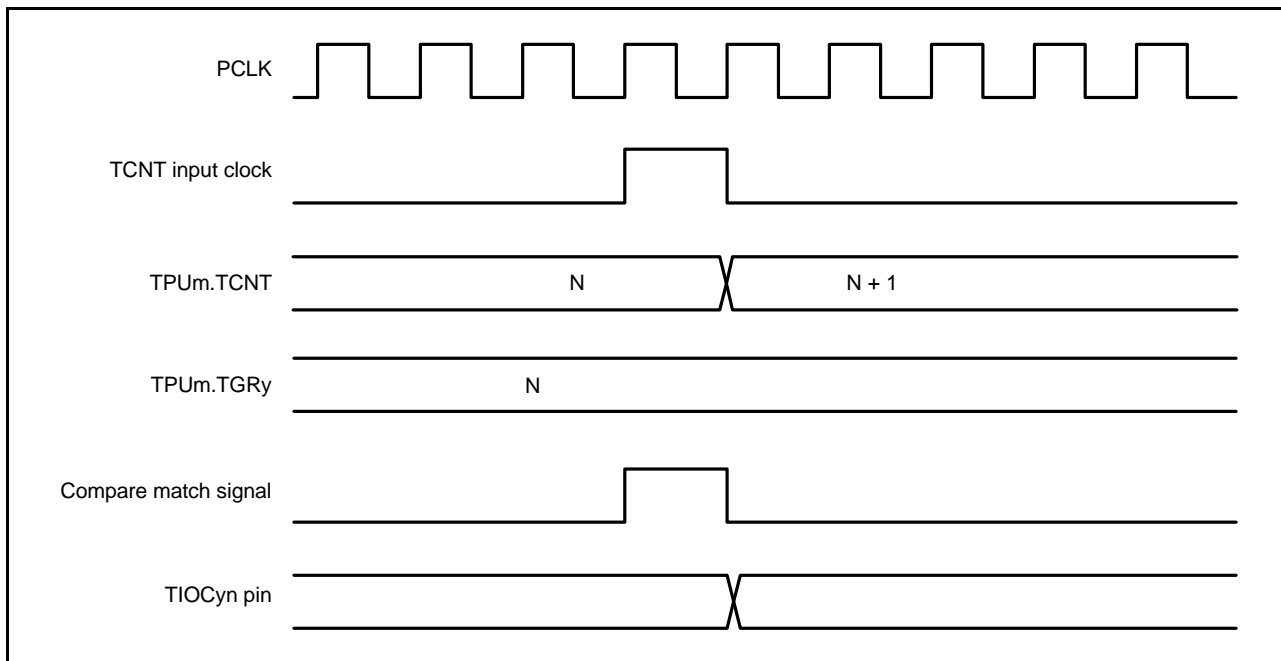 PCLK
TCNT input clock
TPUm.TCNT
N
N + 1
TPUm.TGRy
N
Compare match signal
TIOCyn pin